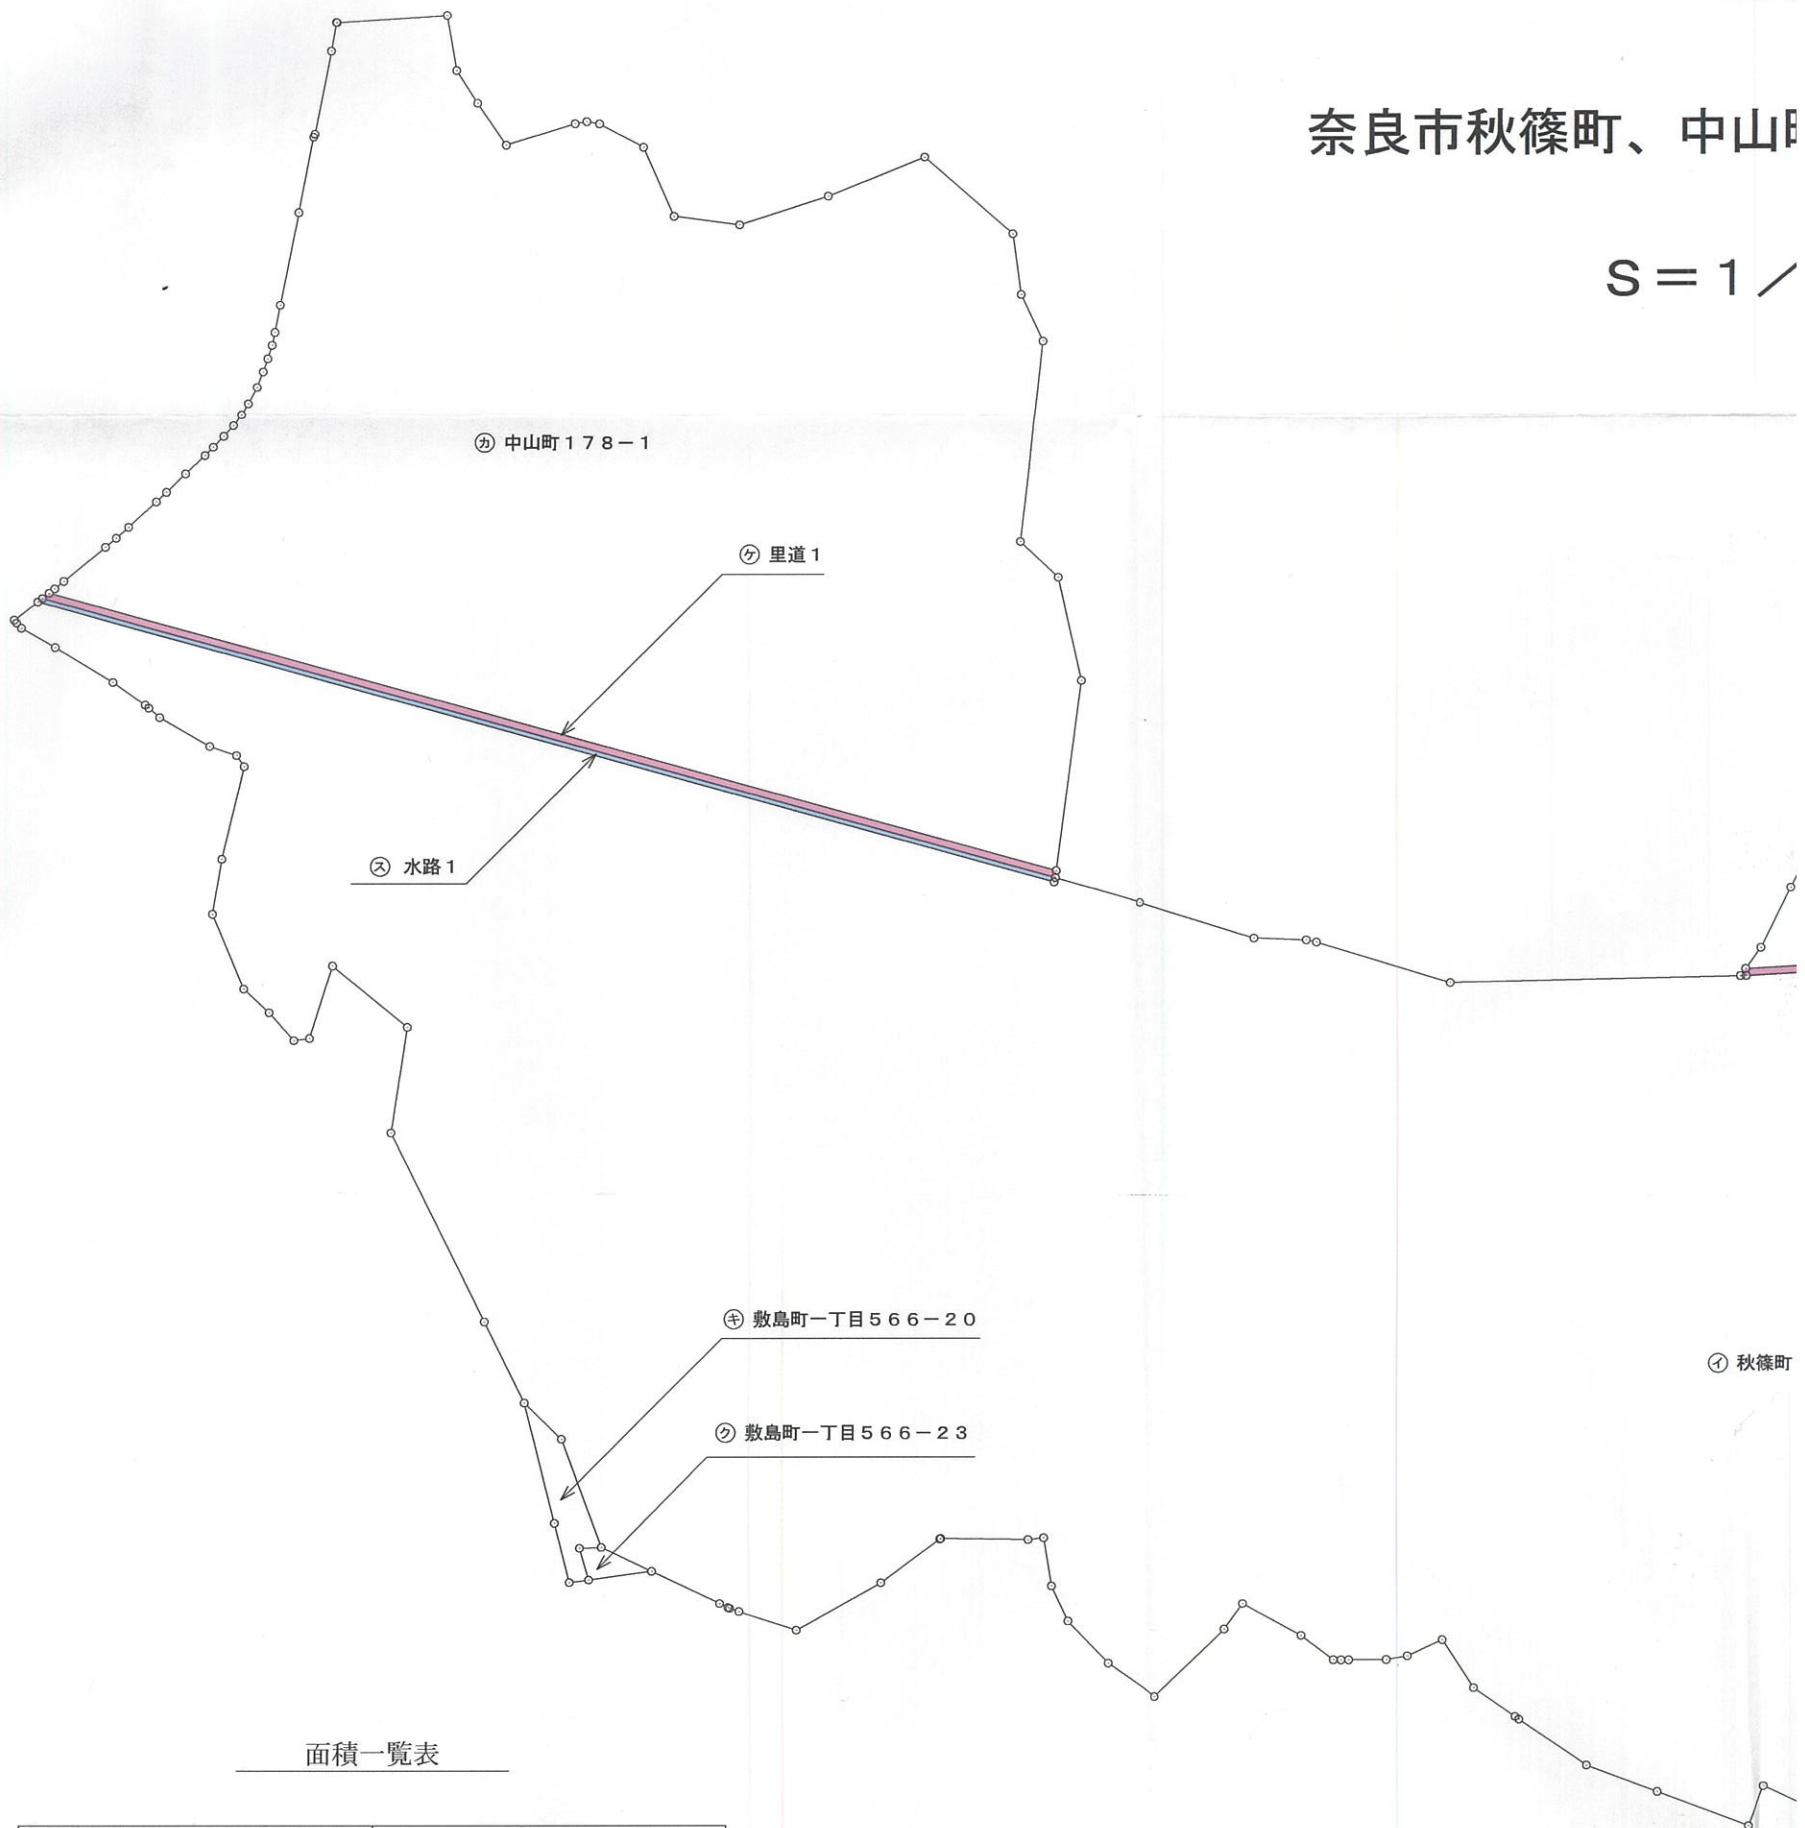 奈良市秋篠町、中山
S＝1／
㋕ 中山町１７８－１
㋘ 里道１
㋜ 水路１
㋖ 敷島町一丁目５６６－２０
㋑ 秋篠町
㋗ 敷島町一丁目５６６－２３
面積一覧表